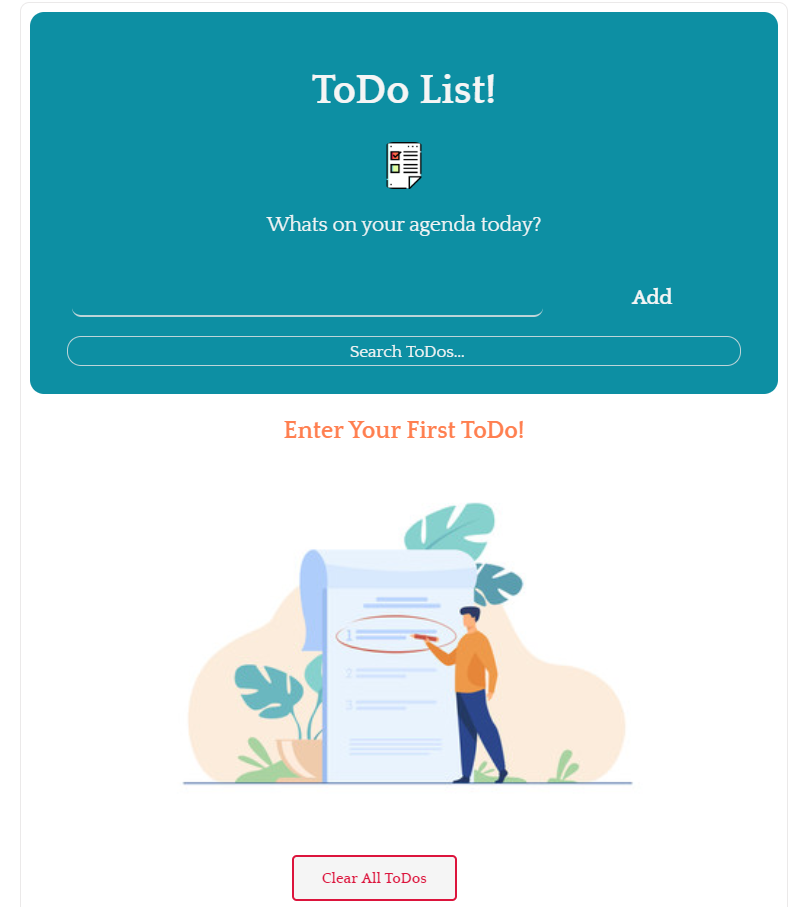 ToDo List!
Whats on your agenda today?
Add
Search ToDos...
Enter Your First ToDo!
1
2
3
Clear All ToDos